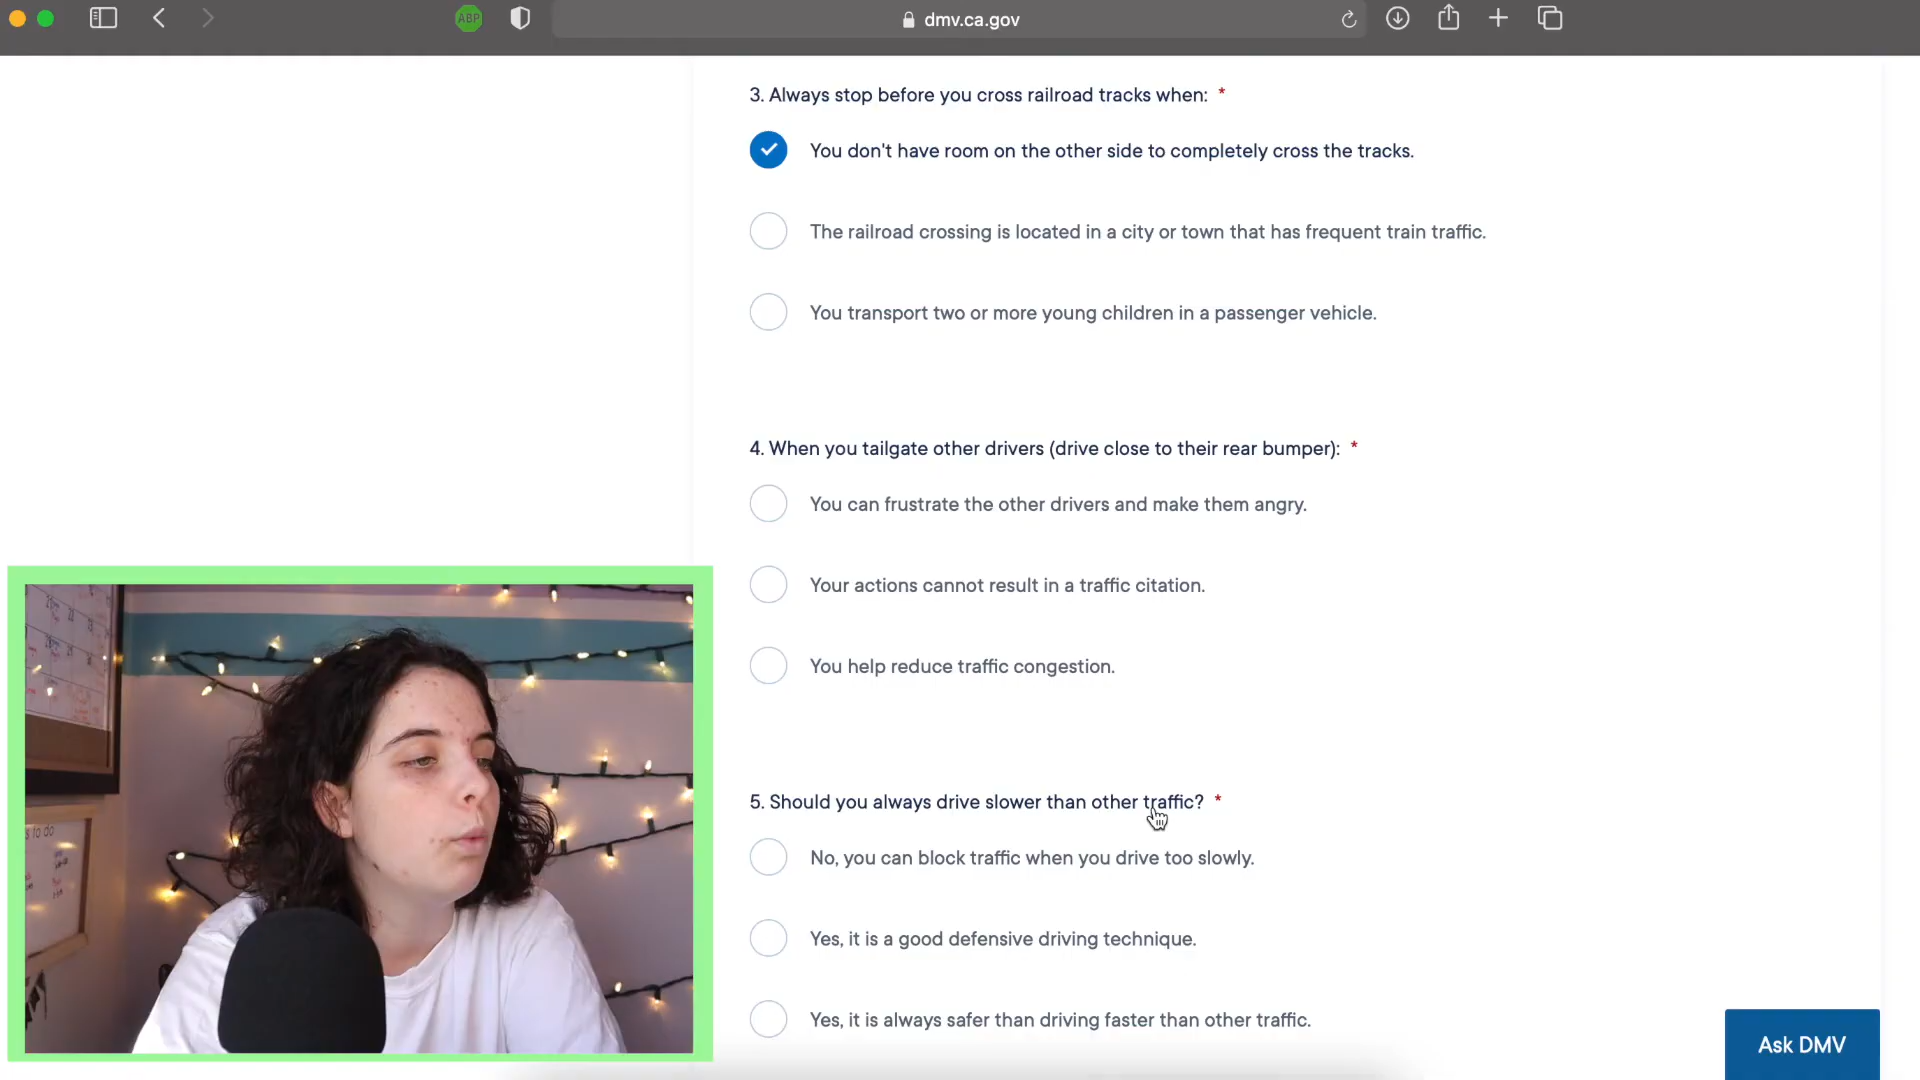 ABP
dmv.ca.gov
3. Always stop before you cross railroad tracks when: *
You don't have room on the other side to completely cross the tracks.
The railroad crossing is located in a city or town that has frequent train traffic.
You transport two or more young children in a passenger vehicle.
4. When you tailgate other drivers (drive close to their rear bumper): *
You can frustrate the other drivers and make them angry.
Your actions cannot result in a traffic citation.
You help reduce traffic congestion.
5. Should you always drive slower than other traffic? *
No, you can block traffic when you drive too slowly.
Yes, it is a good defensive driving technique.
Yes, it is always safer than driving faster than other traffic.
Ask DMV
to do